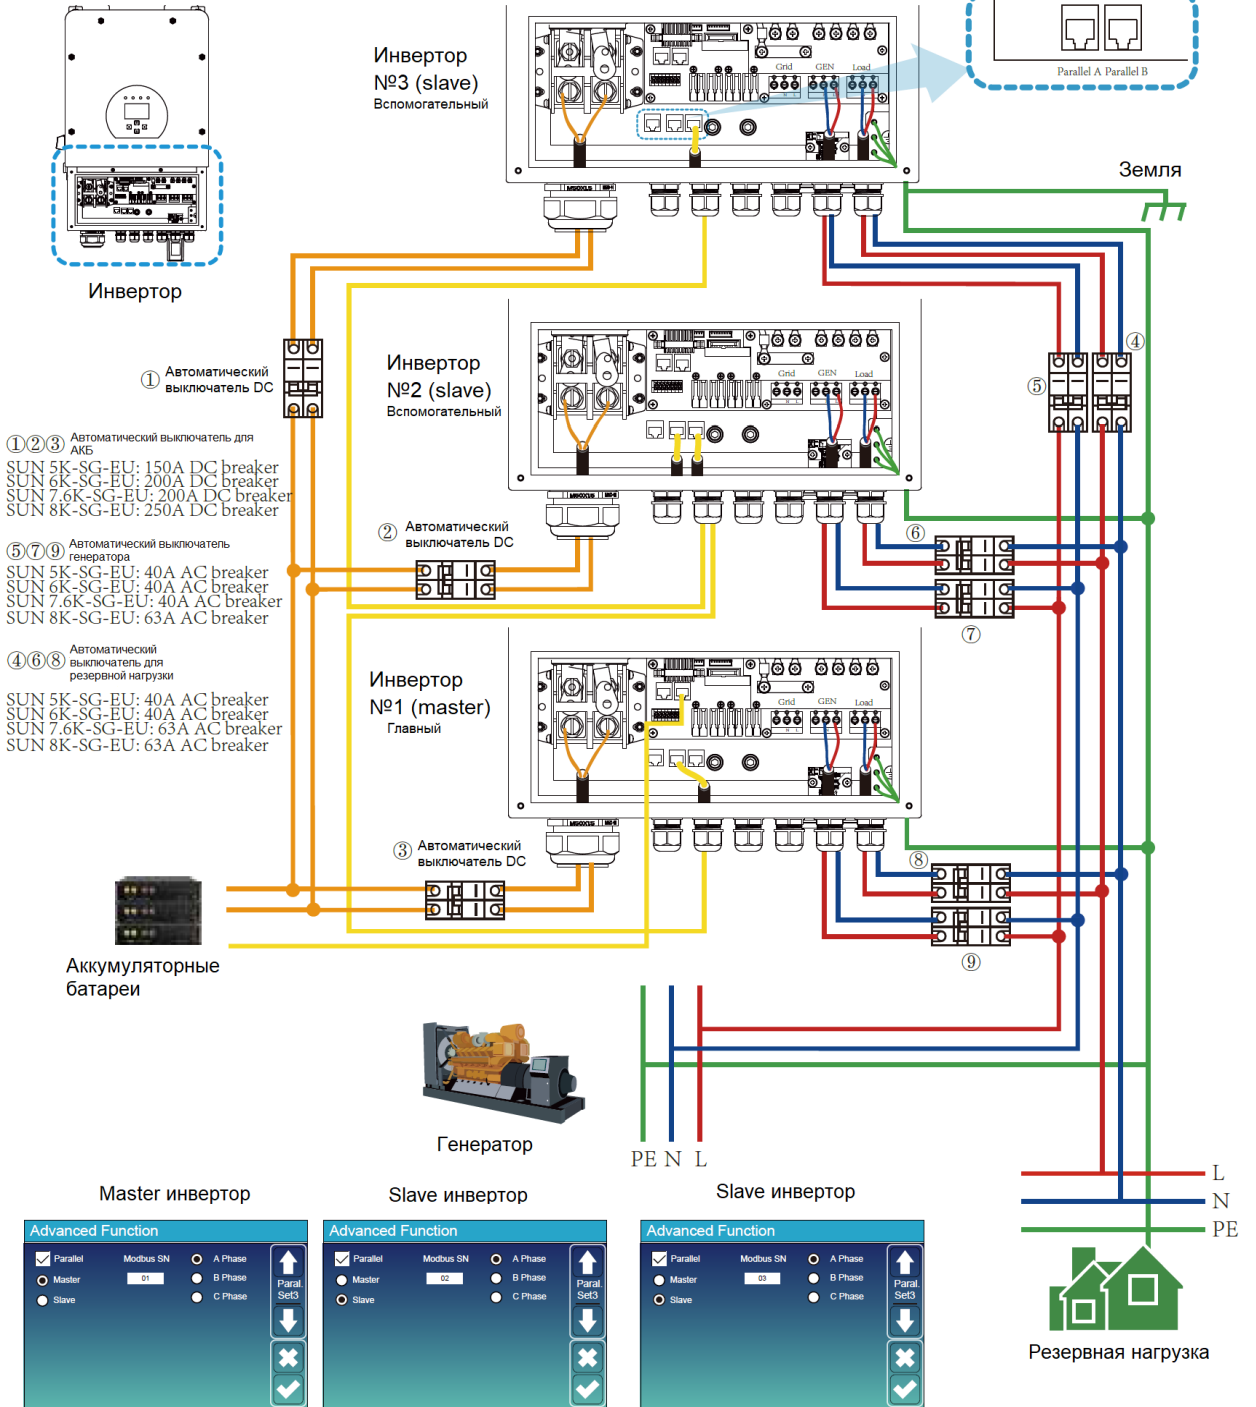 Инвертор
№3 (slave)
Вспомогательный
Grid
GEN
Load
Parallel A Parallel B
Земля
Инвертор
Инвертор
№2 (slave)
Вспомогательный
Grid
GEN
Load
① Автоматический
выключатель DC
④
⑤
①②③ Автоматический выключатель для
АКБ
SUN 5K-SG-EU: 150A DC breaker
SUN 6K-SG-EU: 200A DC breaker
SUN 7.6K-SG-EU: 200A DC breaker
SUN 8K-SG-EU: 250A DC breaker
② Автоматический
выключатель DC
⑥
⑤⑦⑨ Автоматический выключатель
генератора
SUN 5K-SG-EU: 40A AC breaker
SUN 6K-SG-EU: 40A AC breaker
SUN 7.6K-SG-EU: 40A AC breaker
SUN 8K-SG-EU: 63A AC breaker
⑦
④⑥⑧ Автоматический
выключатель для
резервной нагрузки
SUN 5K-SG-EU: 40A AC breaker
SUN 6K-SG-EU: 40A AC breaker
SUN 7.6K-SG-EU: 63A AC breaker
SUN 8K-SG-EU: 63A AC breaker
Инвертор
№1 (master)
Главный
Grid
GEN
Load
③ Автоматический
выключатель DC
⑧
⑨
Аккумуляторные
батареи
Генератор
PE N L
L
N
PE
Резервная нагрузка
Master инвертор
Advanced Function
Parallel
Modbus SN
A Phase
Master
01
B Phase
Slave
C Phase
Paral.
Set3
Slave инвертор
Advanced Function
Parallel
Modbus SN
A Phase
Master
02
B Phase
Slave
C Phase
Paral.
Set3
Slave инвертор
Advanced Function
Parallel
Modbus SN
A Phase
Master
03
B Phase
Slave
C Phase
Paral.
Set3